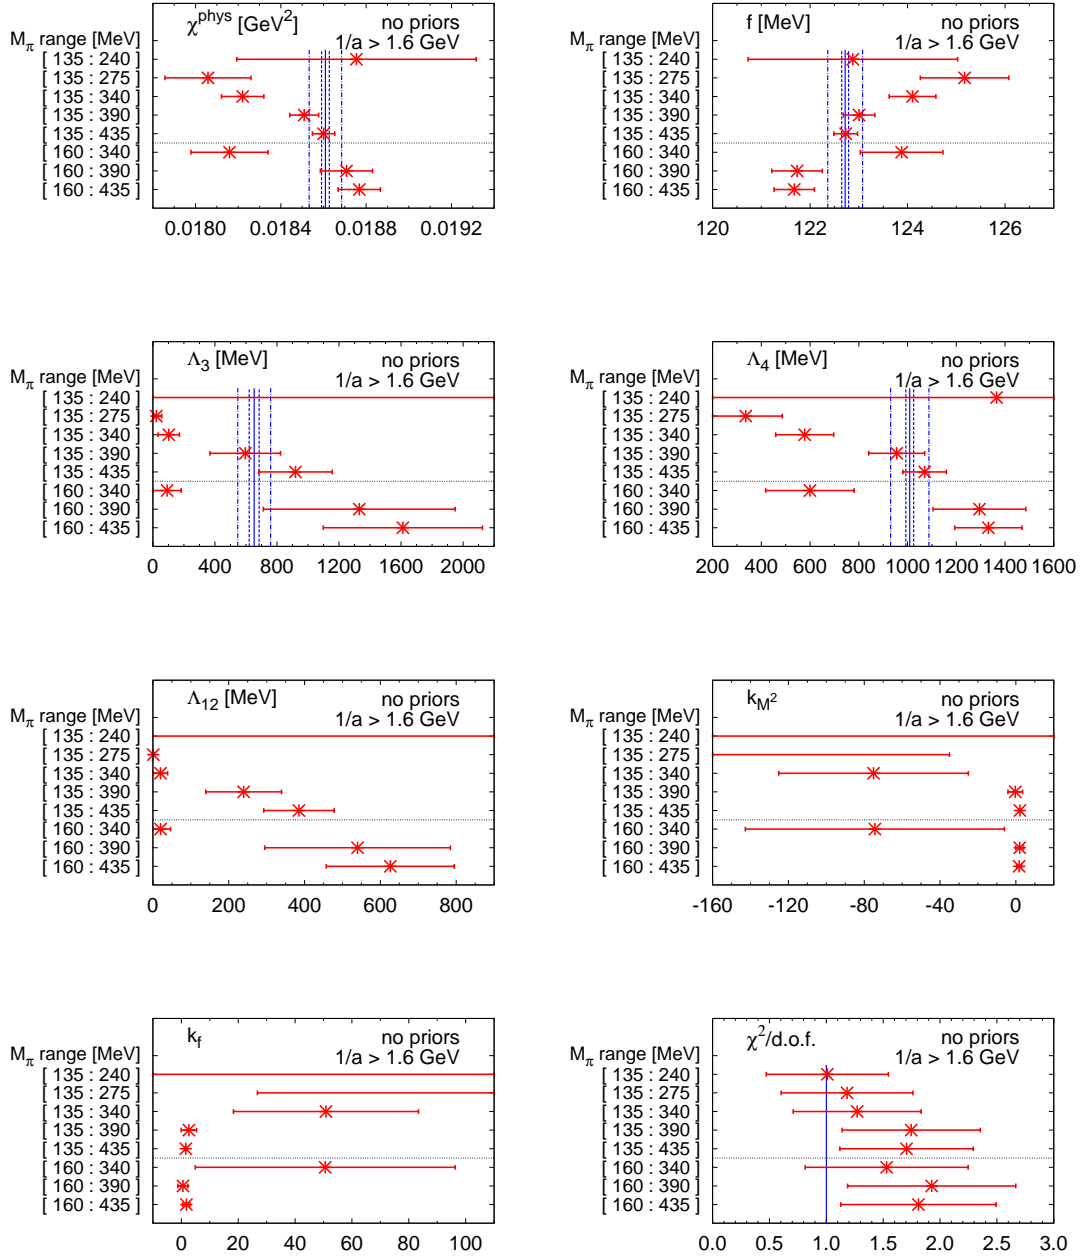 χ^phys [GeV²] no priors
M_π range [MeV] 1/a > 1.6 GeV
[ 135: 240 ]
[ 135 : 275 ]
[ 135 : 340 ]
[ 135 : 390 ]
[ 135 : 435 ]
[ 160 : 340 ]
[ 160 : 390 ]
[ 160 : 435 ]
0.0180 0.0184 0.0188 0.0192
f [MeV] no priors
M_π range [MeV] 1/a > 1.6 GeV
[ 135: 240 ]
[ 135 : 275 ]
[ 135 : 340 ]
[ 135 : 390 ]
[ 135 : 435 ]
[ 160 : 340 ]
[ 160 : 390 ]
[ 160 : 435 ]
120 122 124 126
Λ₃ [MeV] no priors
M_π range [MeV] 1/a > 1.6 GeV
[ 135: 240 ]
[ 135 : 275 ]
[ 135 : 340 ]
[ 135 : 390 ]
[ 135 : 435 ]
[ 160 : 340 ]
[ 160 : 390 ]
[ 160 : 435 ]
0 400 800 1200 1600 2000
Λ₄ [MeV] no priors
M_π range [MeV] 1/a > 1.6 GeV
[ 135: 240 ]
[ 135 : 275 ]
[ 135 : 340 ]
[ 135 : 390 ]
[ 135 : 435 ]
[ 160 : 340 ]
[ 160 : 390 ]
[ 160 : 435 ]
200 400 600 800 1000 1200 1400 1600
Λ₁₂ [MeV] no priors
M_π range [MeV] 1/a > 1.6 GeV
[ 135: 240 ]
[ 135 : 275 ]
[ 135 : 340 ]
[ 135 : 390 ]
[ 135 : 435 ]
[ 160 : 340 ]
[ 160 : 390 ]
[ 160 : 435 ]
0 200 400 600 800
k_M² no priors
M_π range [MeV] 1/a > 1.6 GeV
[ 135: 240 ]
[ 135 : 275 ]
[ 135 : 340 ]
[ 135 : 390 ]
[ 135 : 435 ]
[ 160 : 340 ]
[ 160 : 390 ]
[ 160 : 435 ]
-160 -120 -80 -40 0
k_f no priors
M_π range [MeV] 1/a > 1.6 GeV
[ 135: 240 ]
[ 135 : 275 ]
[ 135 : 340 ]
[ 135 : 390 ]
[ 135 : 435 ]
[ 160 : 340 ]
[ 160 : 390 ]
[ 160 : 435 ]
0 20 40 60 80 100
χ²/d.o.f. no priors
M_π range [MeV] 1/a > 1.6 GeV
[ 135: 240 ]
[ 135 : 275 ]
[ 135 : 340 ]
[ 135 : 390 ]
[ 135 : 435 ]
[ 160 : 340 ]
[ 160 : 390 ]
[ 160 : 435 ]
0.0 0.5 1.0 1.5 2.0 2.5 3.0